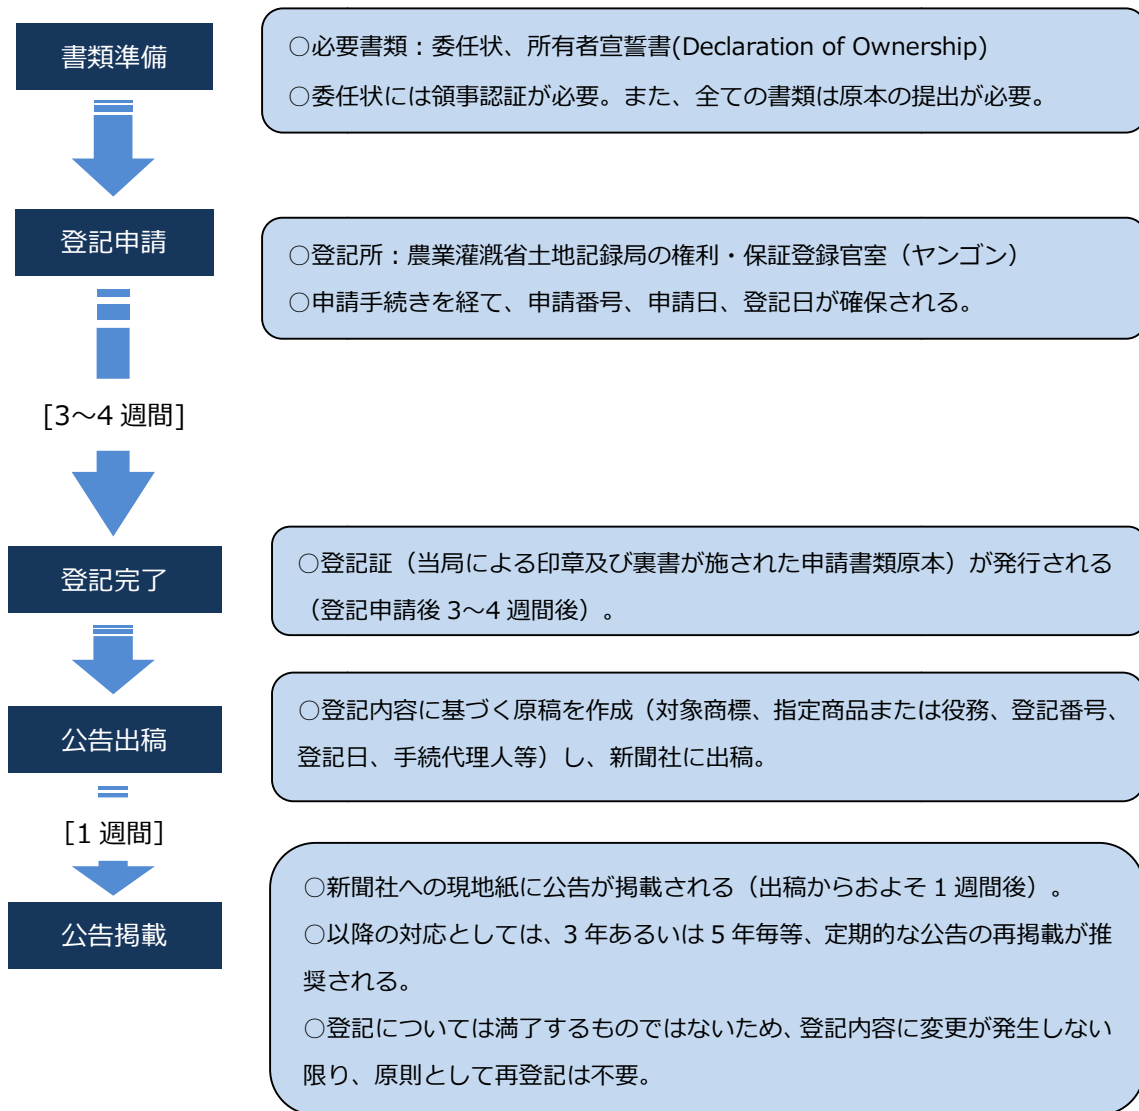 書類準備
○必要書類：委任状、所有者宣誓書(Declaration of Ownership)
○委任状には領事認証が必要。また、全ての書類は原本の提出が必要。
登記申請
○登記所：農業灌漑省土地記録局の権利・保証登録官室（ヤンゴン）
○申請手続きを経て、申請番号、申請日、登記日が確保される。
[3～4 週間]
登記完了
○登記証（当局による印章及び裏書が施された申請書類原本）が発行される
（登記申請後 3～4 週間後）。
公告出稿
○登記内容に基づく原稿を作成（対象商標、指定商品または役務、登記番号、
登記日、手続代理人等）し、新聞社に出稿。
[1 週間]
公告掲載
○新聞社への現地紙に公告が掲載される（出稿からおよそ 1 週間後）。
○以降の対応としては、3 年あるいは 5 年毎等、定期的な公告の再掲載が推
奨される。
○登記については満了するものではないため、登記内容に変更が発生しない
限り、原則として再登記は不要。